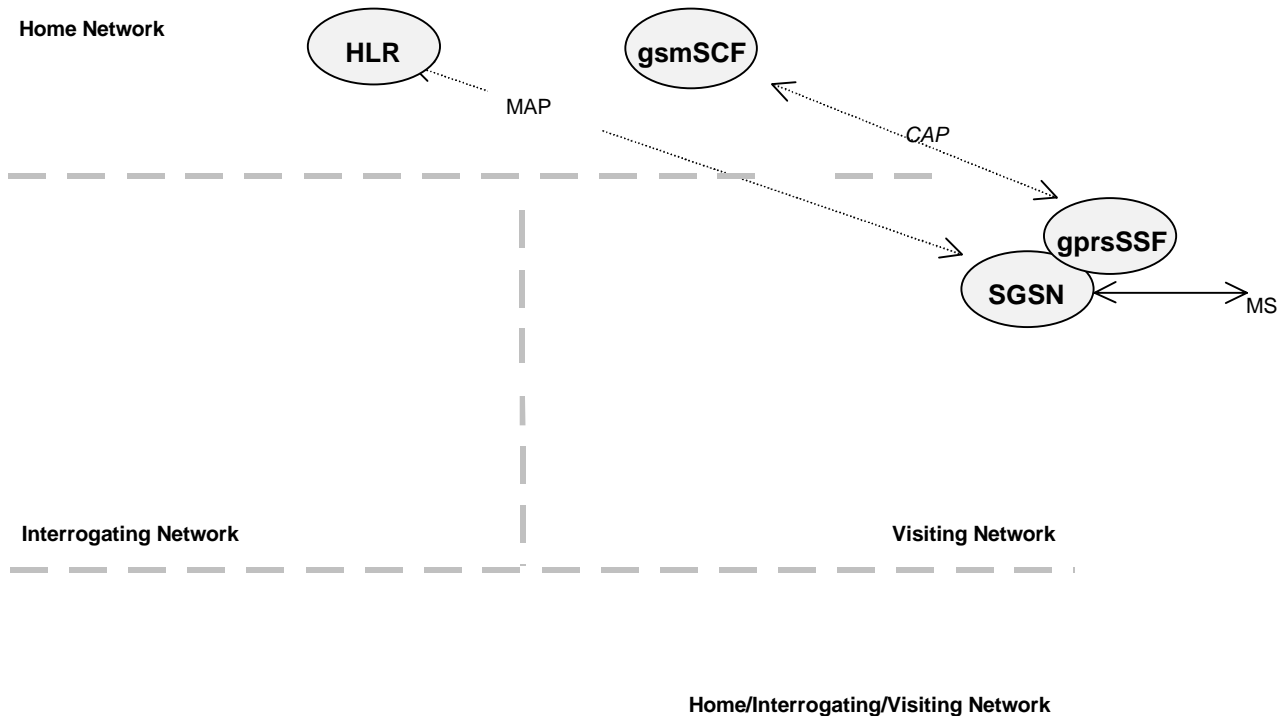 Home Network
HLR
gsmSCF
MAP
CAP
gprsSSF
SGSN
MS
Interrogating Network
Visiting Network
Home/Interrogating/Visiting Network